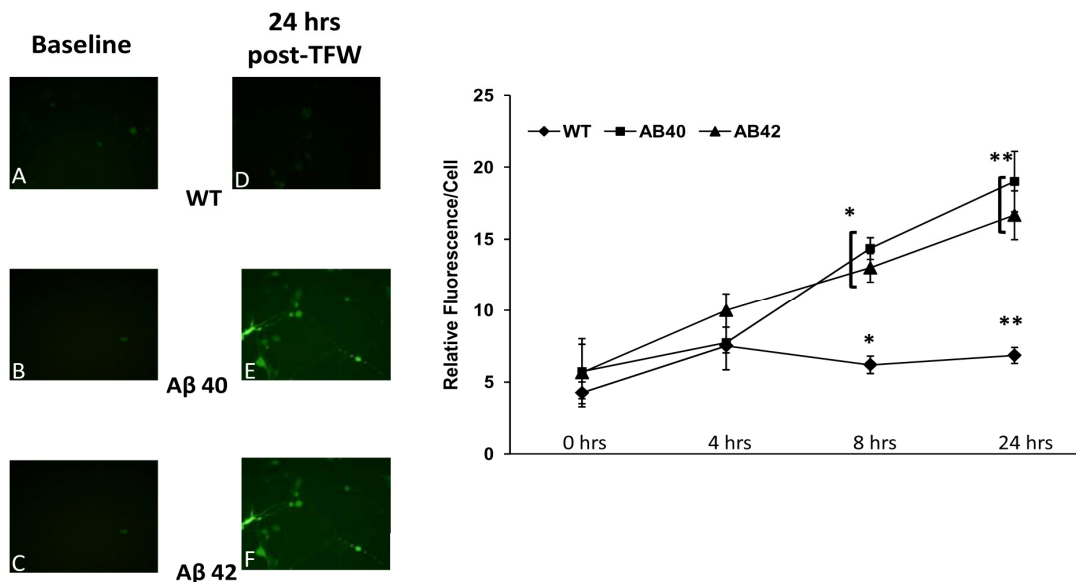 Baseline
24 hrs
post-TFW
A
D
WT
B
E
Aβ 40
C
F
Aβ 42
Relative Fluorescence/Cell
25
20
15
10
5
0
WT AB40 AB42
*
**
*
**
0 hrs 4 hrs 8 hrs 24 hrs